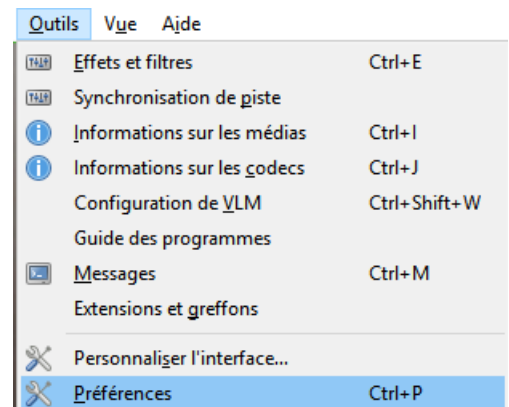 Outils Vue Aide
Effets et filtres Ctrl+E
Synchronisation de piste
Informations sur les médias Ctrl+I
Informations sur les codecs Ctrl+J
Configuration de VLM Ctrl+Shift+W
Guide des programmes
Messages Ctrl+M
Extensions et greffons
Personnaliser l'interface...
Préférences Ctrl+P